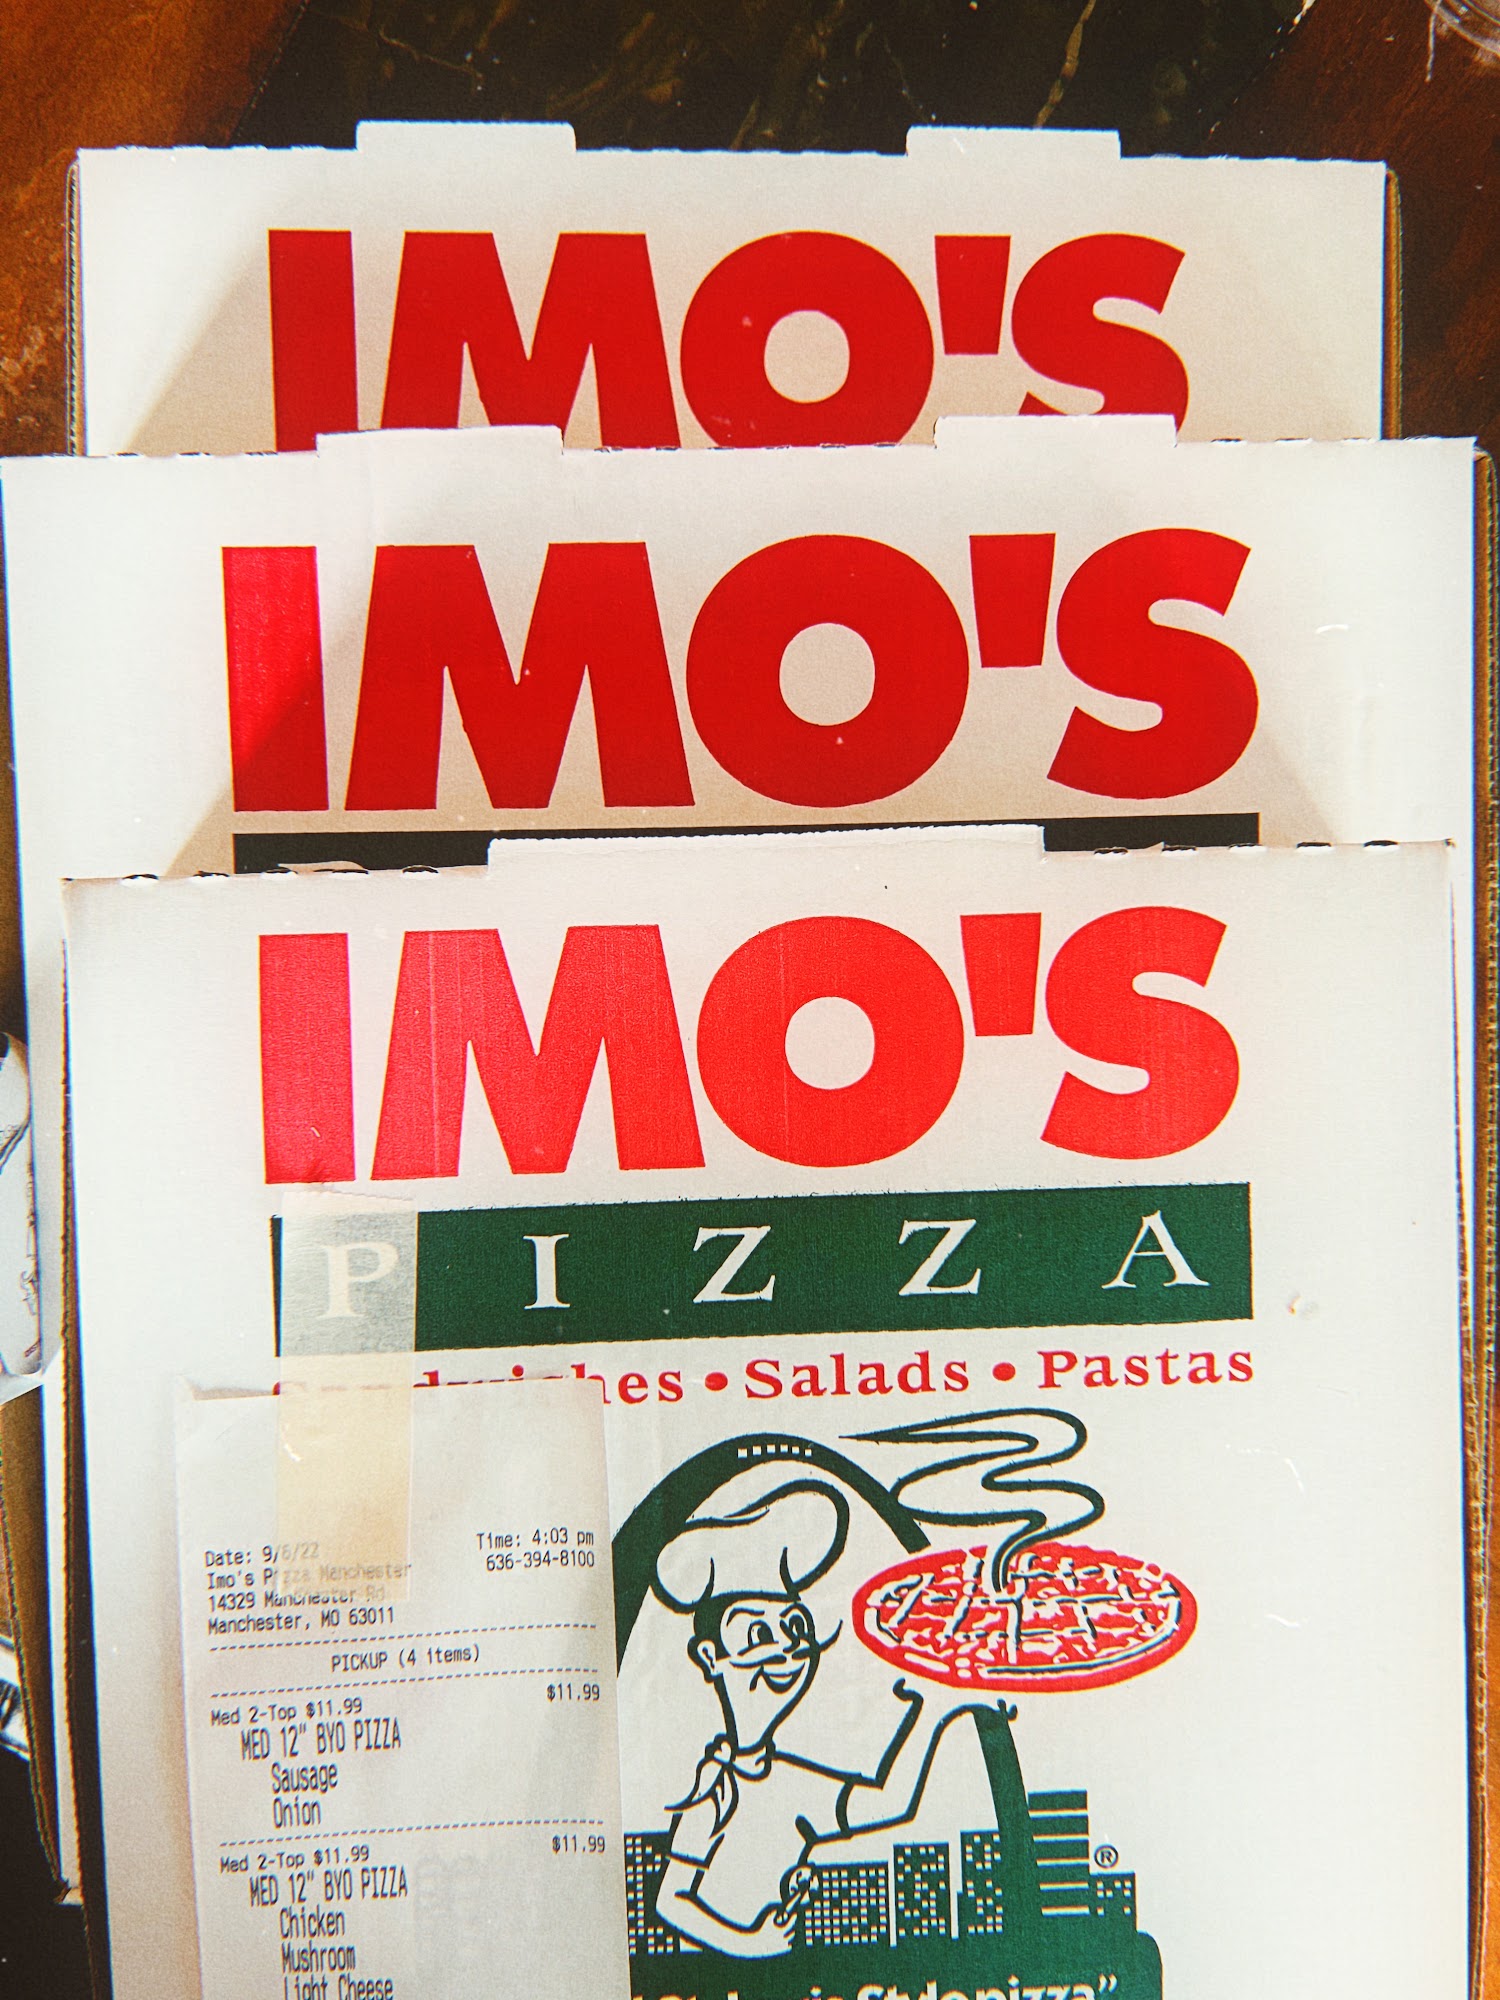 IMO'S
IMO'S
IMO'S
PIZZA
Sandwiches • Salads • Pastas
Date: 9/6/22 Time: 4:03 pm
Imo's Pizza Manchester 636-394-8100
14329 Manchester Rd
Manchester, MO 63011
PICKUP (4 items)
Med 2-Top $11.99 $11.99
MED 12" BYO PIZZA
Sausage
Onion
Med 2-Top $11.99 $11.99
MED 12" BYO PIZZA
Chicken
Mushroom
Light Cheese
®
Style pizza”